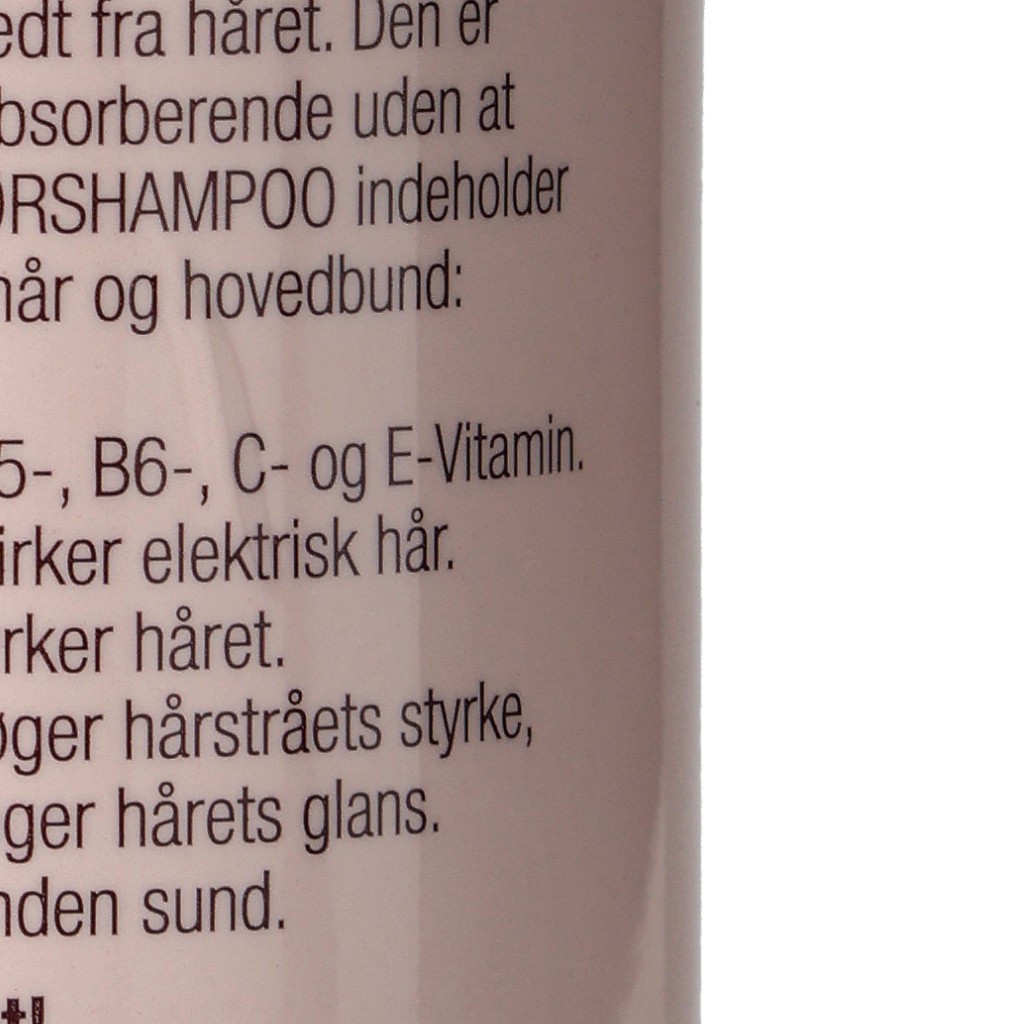 edt fra håret. Den er
bsorberende uden at
ØRSHAMPOO indeholder
hår og hovedbund:
5-, B6-, C- og E-Vitamin.
irker elektrisk hår.
rker håret.
øger hårstråets styrke,
ger hårets glans.
nden sund.